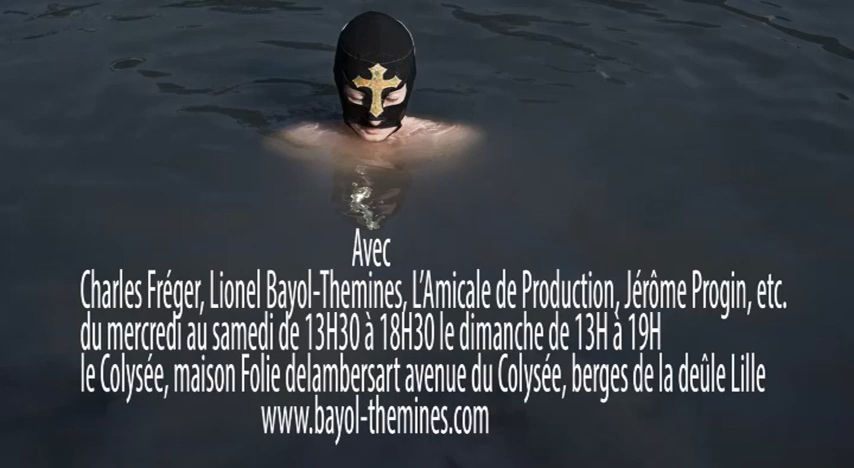 Avec
Charles Fréger, Lionel Bayol-Themines, L'Amicale de Production, Jérôme Progin, etc.
du mercredi au samedi de 13H30 à 18H30 le dimanche de 13H à 19H
le Colysée, maison Folie delambersart avenue du Colysée, berges de la deûle Lille
www.bayol-themines.com